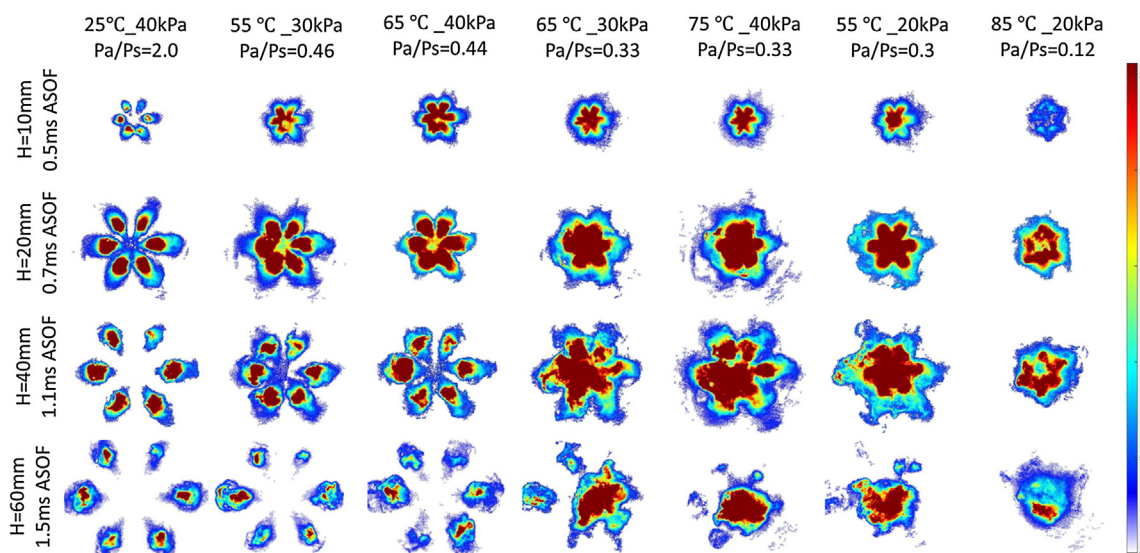 25 °C_40kPa
Pa/Ps=2.0
55 °C _30kPa
Pa/Ps=0.46
65 °C _40kPa
Pa/Ps=0.44
65 °C _30kPa
Pa/Ps=0.33
75 °C _40kPa
Pa/Ps=0.33
55 °C _20kPa
Pa/Ps=0.3
85 °C _20kPa
Pa/Ps=0.12
H=10mm
0.5ms ASOF
H=20mm
0.7ms ASOF
H=40mm
1.1ms ASOF
H=60mm
1.5ms ASOF